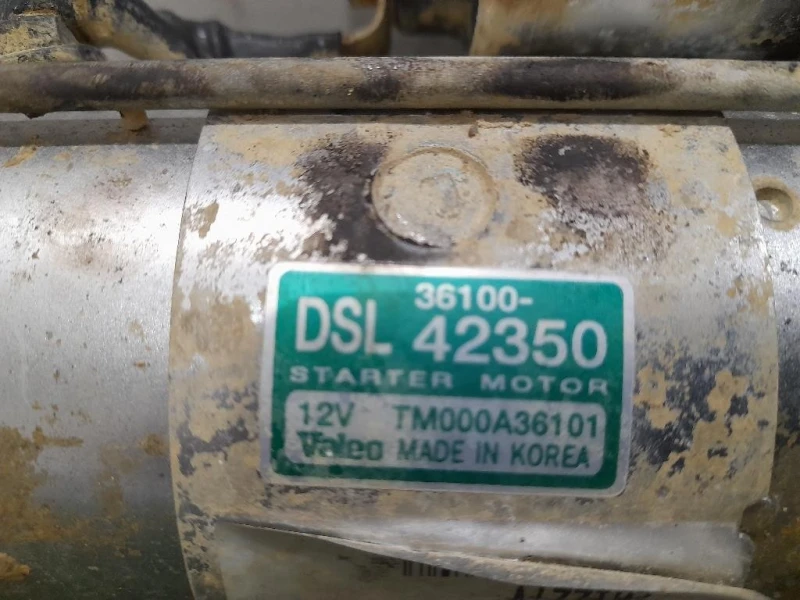 36100-
DSL 42350
STARTER MOTOR
12V TM000A36101
Valeo MADE IN KOREA